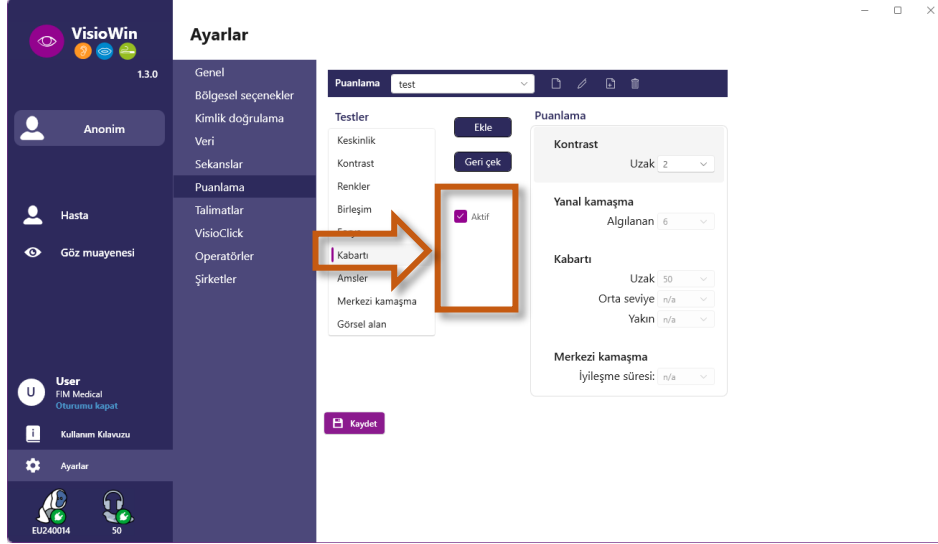 VisioWin
1.3.0
Anonim
Hasta
Göz muayenesi
U
User
FIM Medical
Oturumu kapat
Kullanım Kılavuzu
Ayarlar
EU240014
50
Ayarlar
Genel
Bölgesel seçenekler
Kimlik doğrulama
Veri
Sekanslar
Puanlama
Talimatlar
VisioClick
Operatörler
Şirketler
Puanlama
test
Testler
Keskinlik
Kontrast
Renkler
Birleşim
Kabartı
Amsler
Merkezi kamaşma
Görsel alan
Ekle
Geri çek
Aktif
Puanlama
Kontrast
Uzak 2
Yanal kamaşma
Algılanan 6
Kabartı
Uzak 50
Orta seviye n/a
Yakın n/a
Merkezi kamaşma
İyileşme süresi: n/a
Kaydet